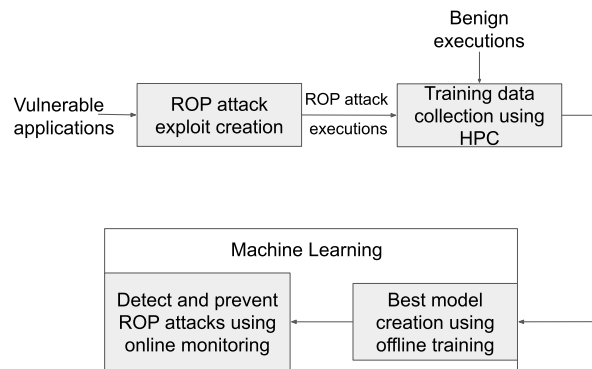 Benign
executions
Vulnerable
applications
ROP attack
exploit creation
ROP attack
executions
Training data
collection using
HPC
Machine Learning
Detect and prevent
ROP attacks using
online monitoring
Best model
creation using
offline training